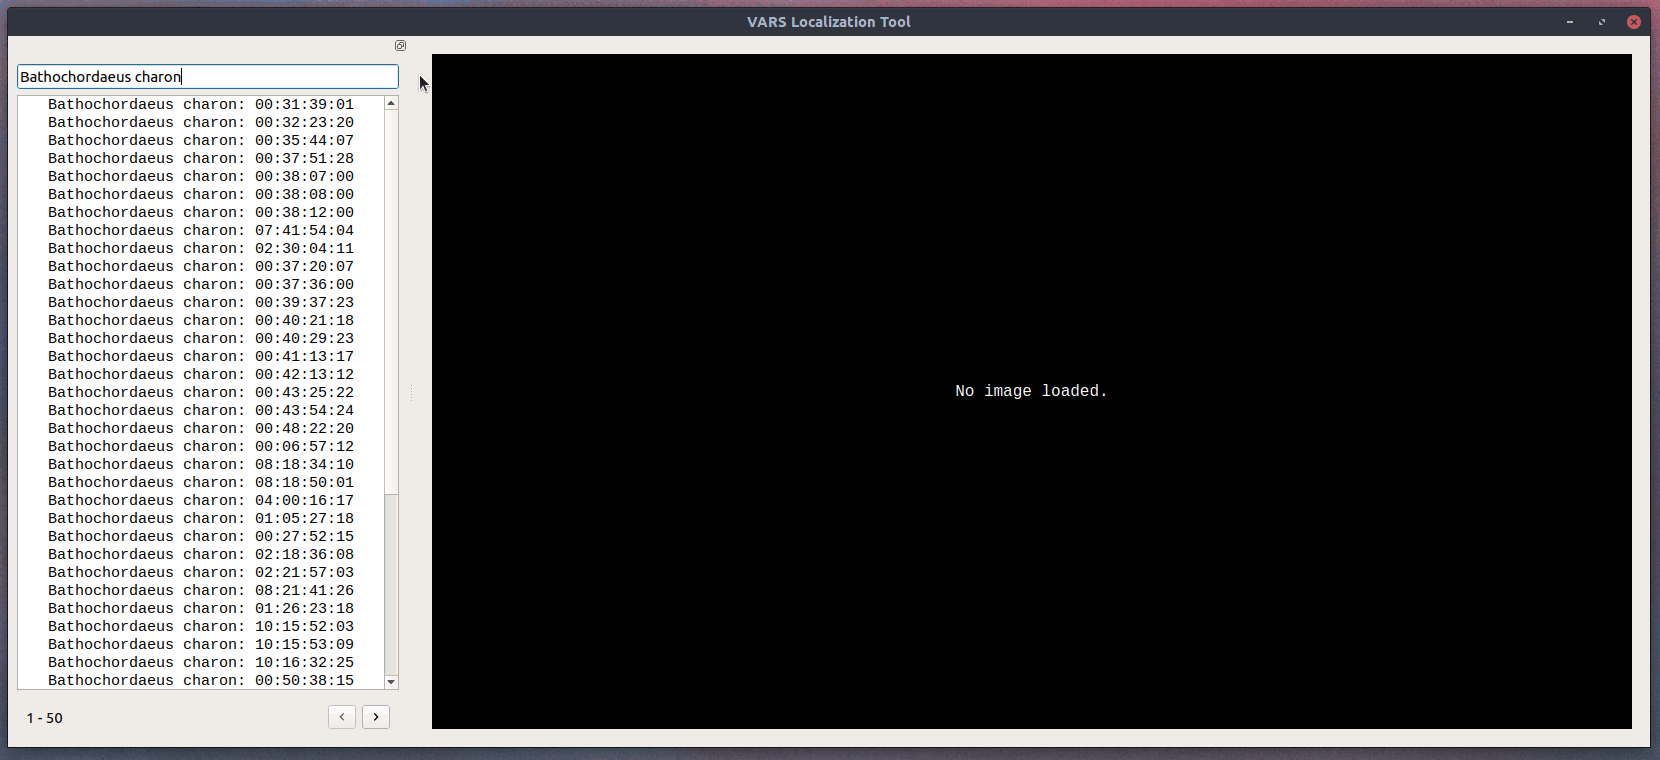 VARS Localization Tool
Bathochordaeus charon
Bathochordaeus charon: 00:31:39:01
Bathochordaeus charon: 00:32:23:20
Bathochordaeus charon: 00:35:44:07
Bathochordaeus charon: 00:37:51:28
Bathochordaeus charon: 00:38:07:00
Bathochordaeus charon: 00:38:08:00
Bathochordaeus charon: 00:38:12:00
Bathochordaeus charon: 07:41:54:04
Bathochordaeus charon: 02:30:04:11
Bathochordaeus charon: 00:37:20:07
Bathochordaeus charon: 00:37:36:00
Bathochordaeus charon: 00:39:37:23
Bathochordaeus charon: 00:40:21:18
Bathochordaeus charon: 00:40:29:23
Bathochordaeus charon: 00:41:13:17
Bathochordaeus charon: 00:42:13:12
Bathochordaeus charon: 00:43:25:22
Bathochordaeus charon: 00:43:54:24
Bathochordaeus charon: 00:48:22:20
Bathochordaeus charon: 00:06:57:12
Bathochordaeus charon: 08:18:34:10
Bathochordaeus charon: 08:18:50:01
Bathochordaeus charon: 04:00:16:17
Bathochordaeus charon: 01:05:27:18
Bathochordaeus charon: 00:27:52:15
Bathochordaeus charon: 02:18:36:08
Bathochordaeus charon: 02:21:57:03
Bathochordaeus charon: 08:21:41:26
Bathochordaeus charon: 01:26:23:18
Bathochordaeus charon: 10:15:52:03
Bathochordaeus charon: 10:15:53:09
Bathochordaeus charon: 10:16:32:25
Bathochordaeus charon: 00:50:38:15
1 - 50
No image loaded.